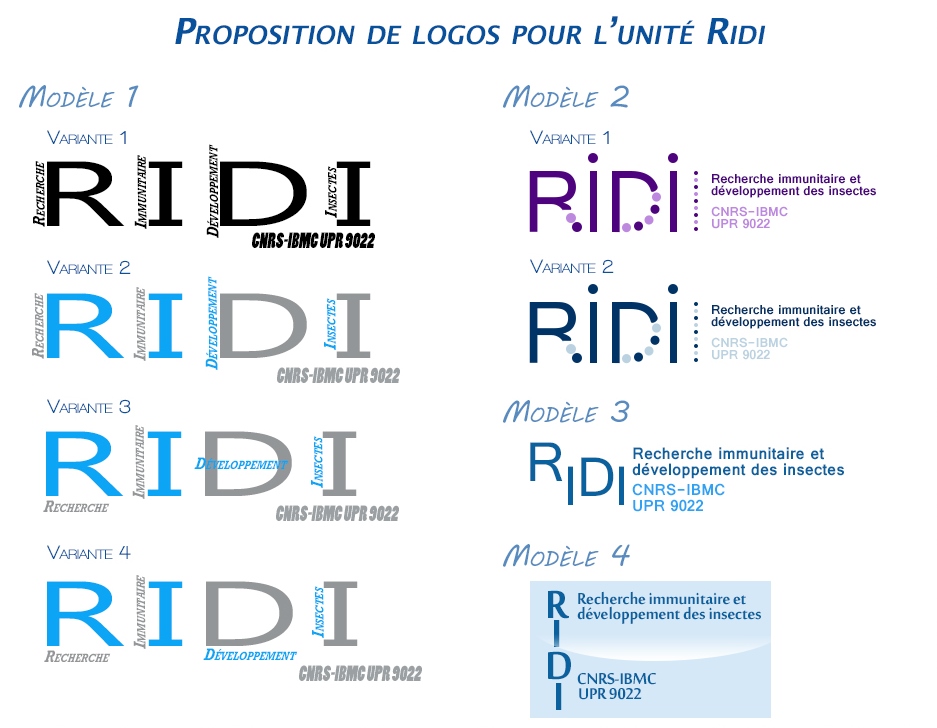 Proposition de logos pour l'unité Ridi
Modèle 1
Variante 1
Recherche
Immunitaire
Développement
Insectes
RIDI
CNRS-IBMC UPR 9022
Variante 2
Recherche
Immunitaire
Développement
Insectes
RIDI
CNRS-IBMC UPR 9022
Variante 3
RIDI
Immunitaire
Développement
Insectes
Recherche
CNRS-IBMC UPR 9022
Variante 4
RIDI
Immunitaire
Insectes
Recherche
Développement
CNRS-IBMC UPR 9022
Modèle 2
Variante 1
RIDI
Recherche immunitaire et
développement des insectes
CNRS-IBMC
UPR 9022
Variante 2
RIDI
Recherche immunitaire et
développement des insectes
CNRS-IBMC
UPR 9022
Modèle 3
RIDI
Recherche immunitaire et
développement des insectes
CNRS-IBMC
UPR 9022
Modèle 4
RIDI
Recherche immunitaire et
développement des insectes
CNRS-IBMC
UPR 9022